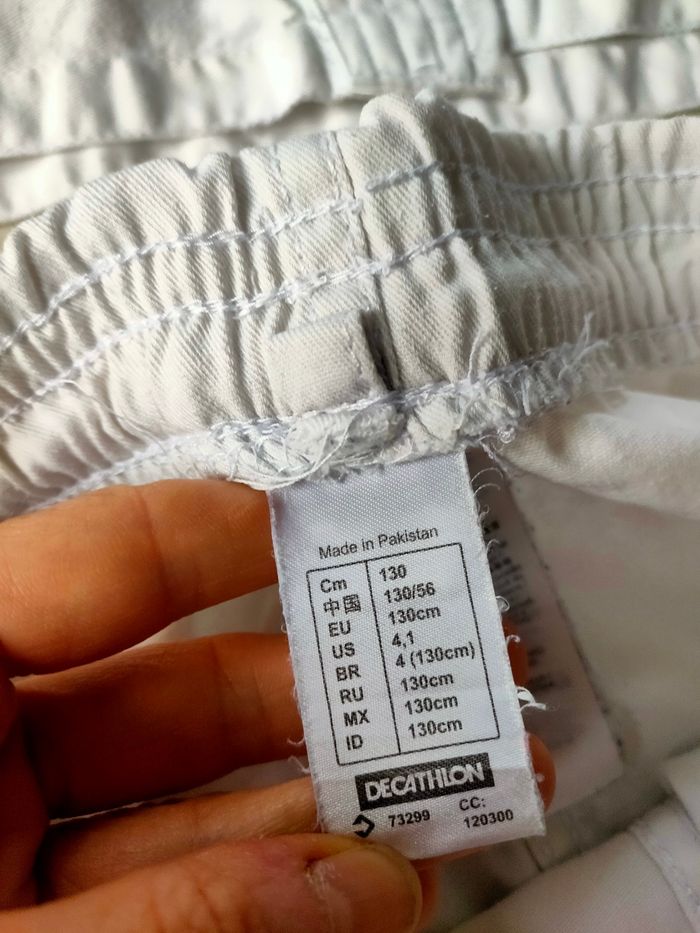 Made in Pakistan
Cm 130
中国 130/56
EU 130cm
US 4,1
BR 4 (130cm)
RU 130cm
MX 130cm
ID 130cm
DECATHLON
73299 CC:
120300